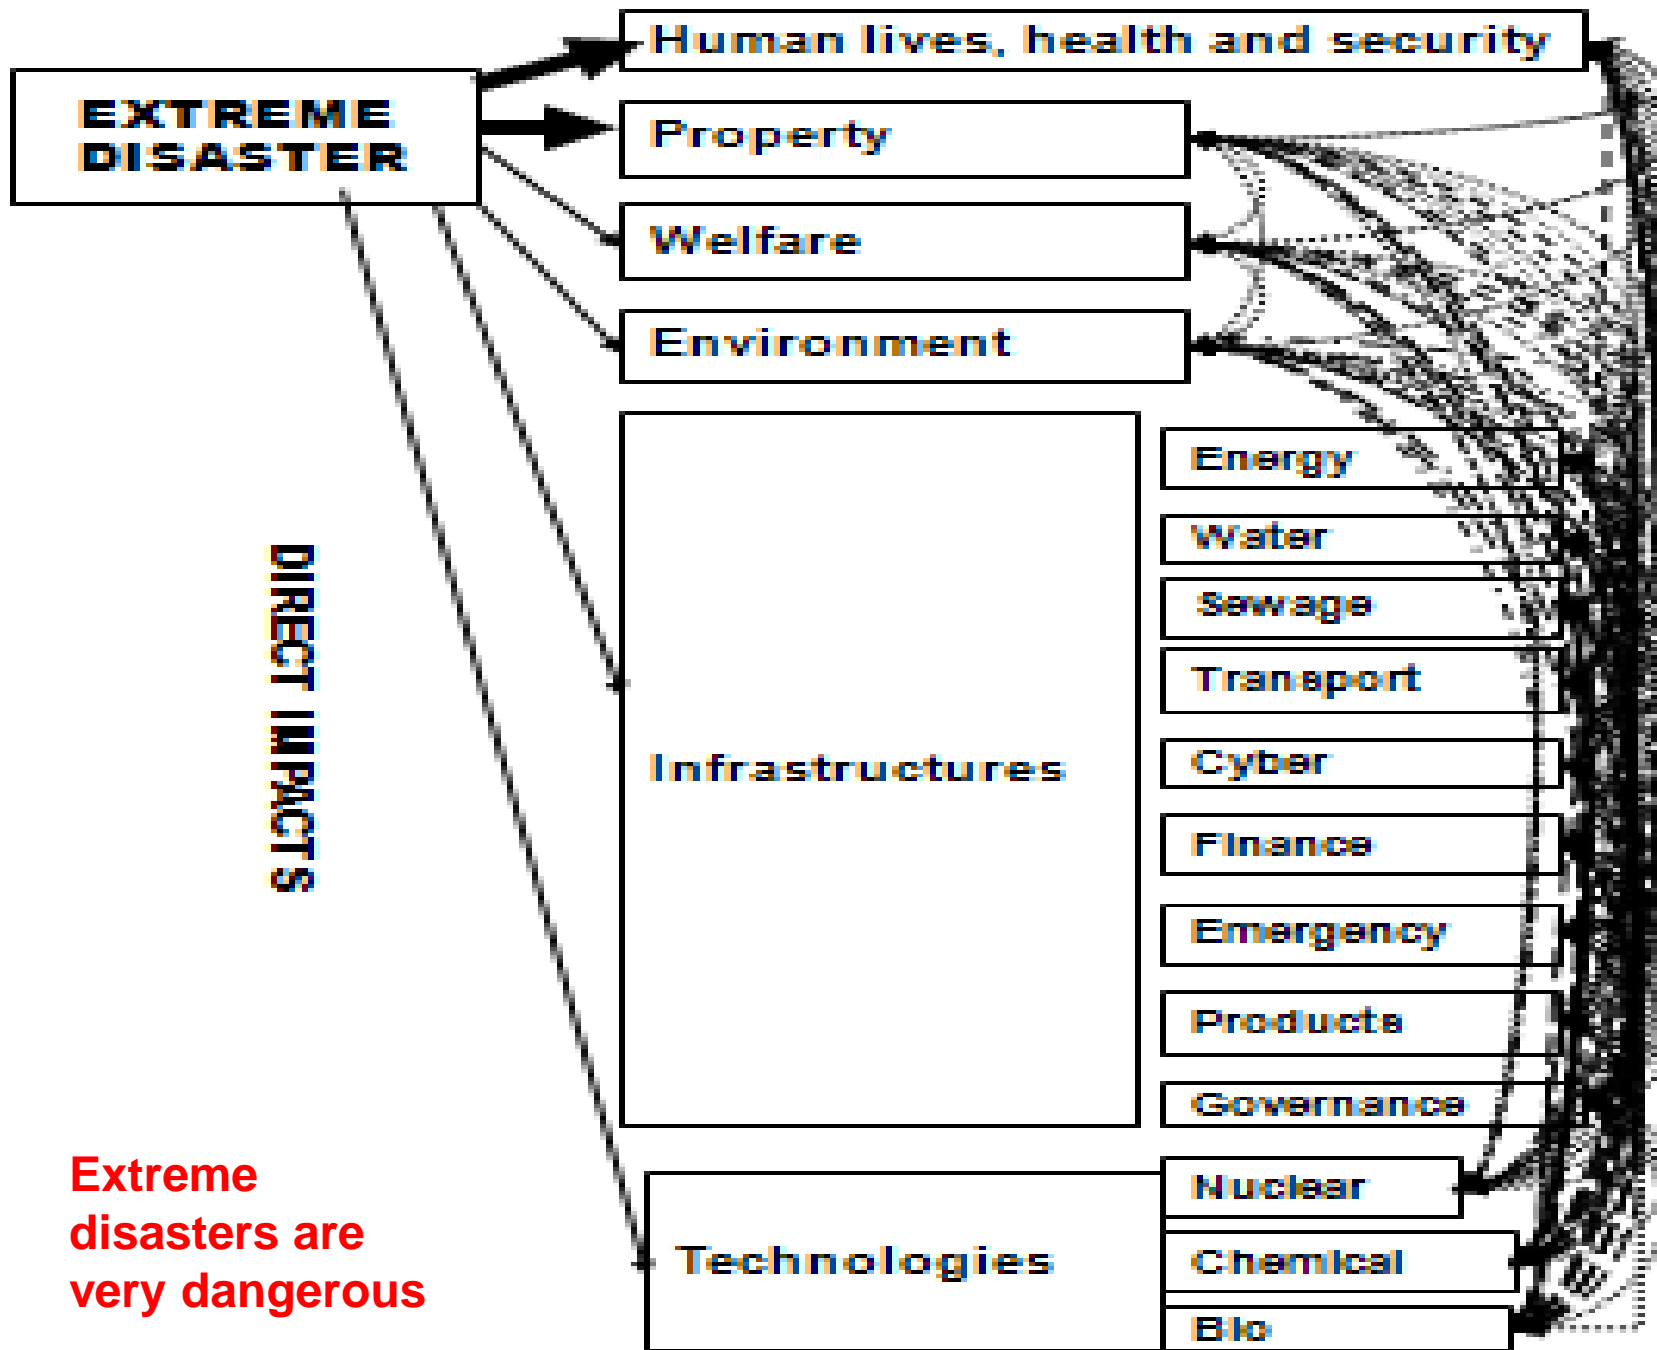 Human lives, health and security
EXTREME
DISASTER
Property
Welfare
Environment
Energy
Water
Sewage
Transport
Infrastructures
Cyber
Finance
Emergency
Products
Governance
DIRECT IMPACTS
Technologies
Nuclear
Chemical
Bio
Extreme
disasters are
very dangerous